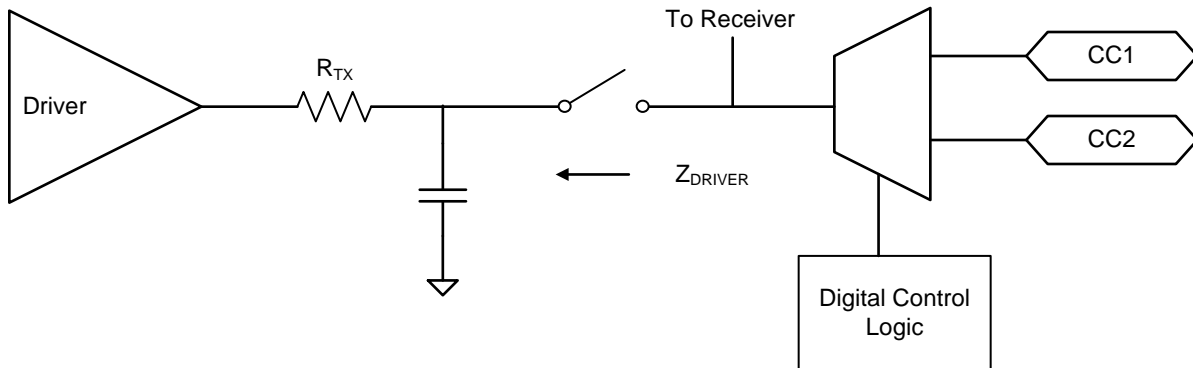 To Receiver
CC1
RTX
Driver
CC2
ZDRIVER
Digital Control
Logic